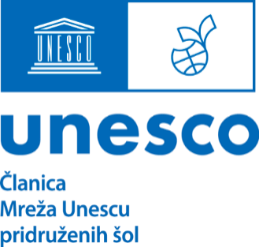 UNESCO
unesco
Članica
Mreža Unescu
pridruženih šol